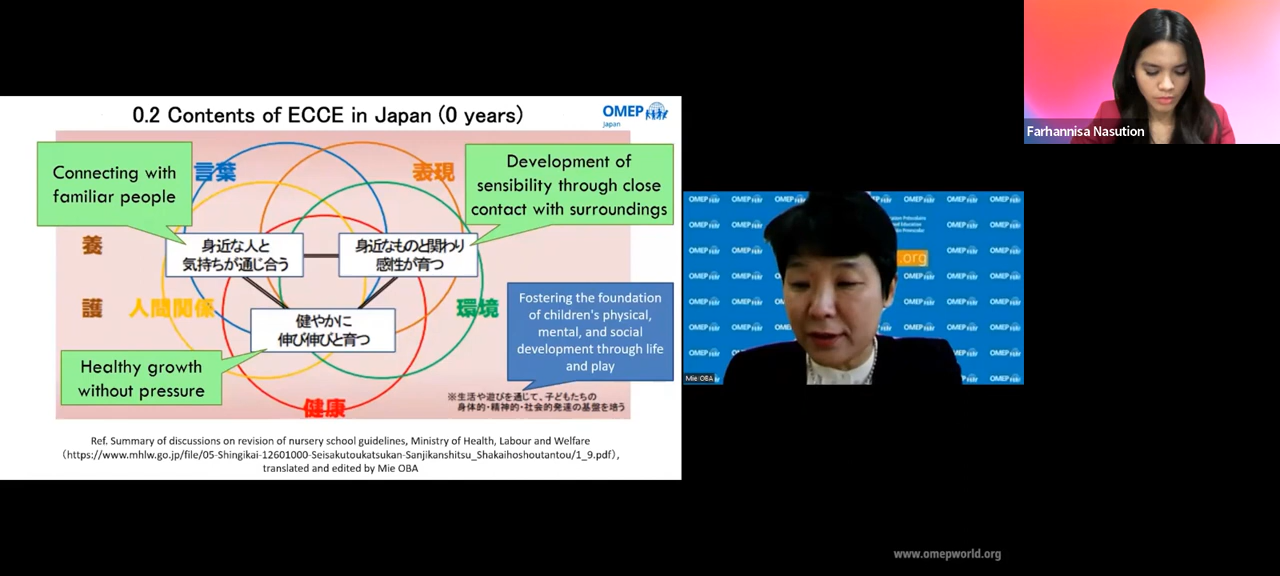 0.2 Contents of ECCE in Japan (0 years)
OMEP
Japan
Connecting with
familiar people
言葉
表現
Development of
sensibility through close
contact with surroundings
養
護
身近な人と
気持ちが通じ合う
身近なものと関わり
感性が育つ
人間関係
環境
健やかに
伸び伸びと育つ
Fostering the foundation
of children's physical,
mental, and social
development through life
and play
Healthy growth
without pressure
健康
※生活や遊びを通じて、子どもたちの
身体的・精神的・社会的発達の基盤を培う
Ref. Summary of discussions on revision of nursery school guidelines, Ministry of Health, Labour and Welfare
(https://www.mhlw.go.jp/file/05-Shingikai-12601000-Seisakutoukatsukan-Sanjikanshitsu_Shakaihoshoutantou/1_9.pdf),
translated and edited by Mie OBA
Farhannisa Nasution
.org
Mie OBA
www.omepworld.org